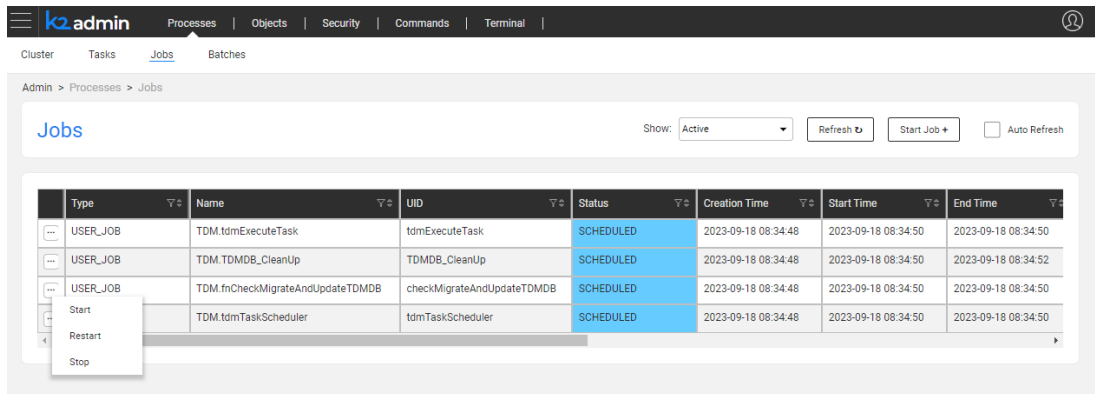 k2 admin Processes | Objects | Security | Commands | Terminal |
Cluster Tasks Jobs Batches
Admin > Processes > Jobs
Jobs Show: Active Refresh Start Job + Auto Refresh
Type Name UID Status Creation Time Start Time End Time
... USER_JOB TDM.tdmExecuteTask tdmExecuteTask SCHEDULED 2023-09-18 08:34:48 2023-09-18 08:34:50 2023-09-18 08:34:50
... USER_JOB TDM.TDMDB_CleanUp TDMDB_CleanUp SCHEDULED 2023-09-18 08:34:48 2023-09-18 08:34:50 2023-09-18 08:34:52
... USER_JOB TDM.fnCheckMigrateAndUpdateTDMDB checkMigrateAndUpdateTDMDB SCHEDULED 2023-09-18 08:34:48 2023-09-18 08:34:50 2023-09-18 08:34:50
Start
TDM.tdmTaskScheduler tdmTaskScheduler SCHEDULED 2023-09-18 08:34:48 2023-09-18 08:34:50 2023-09-18 08:34:50
Restart
Stop